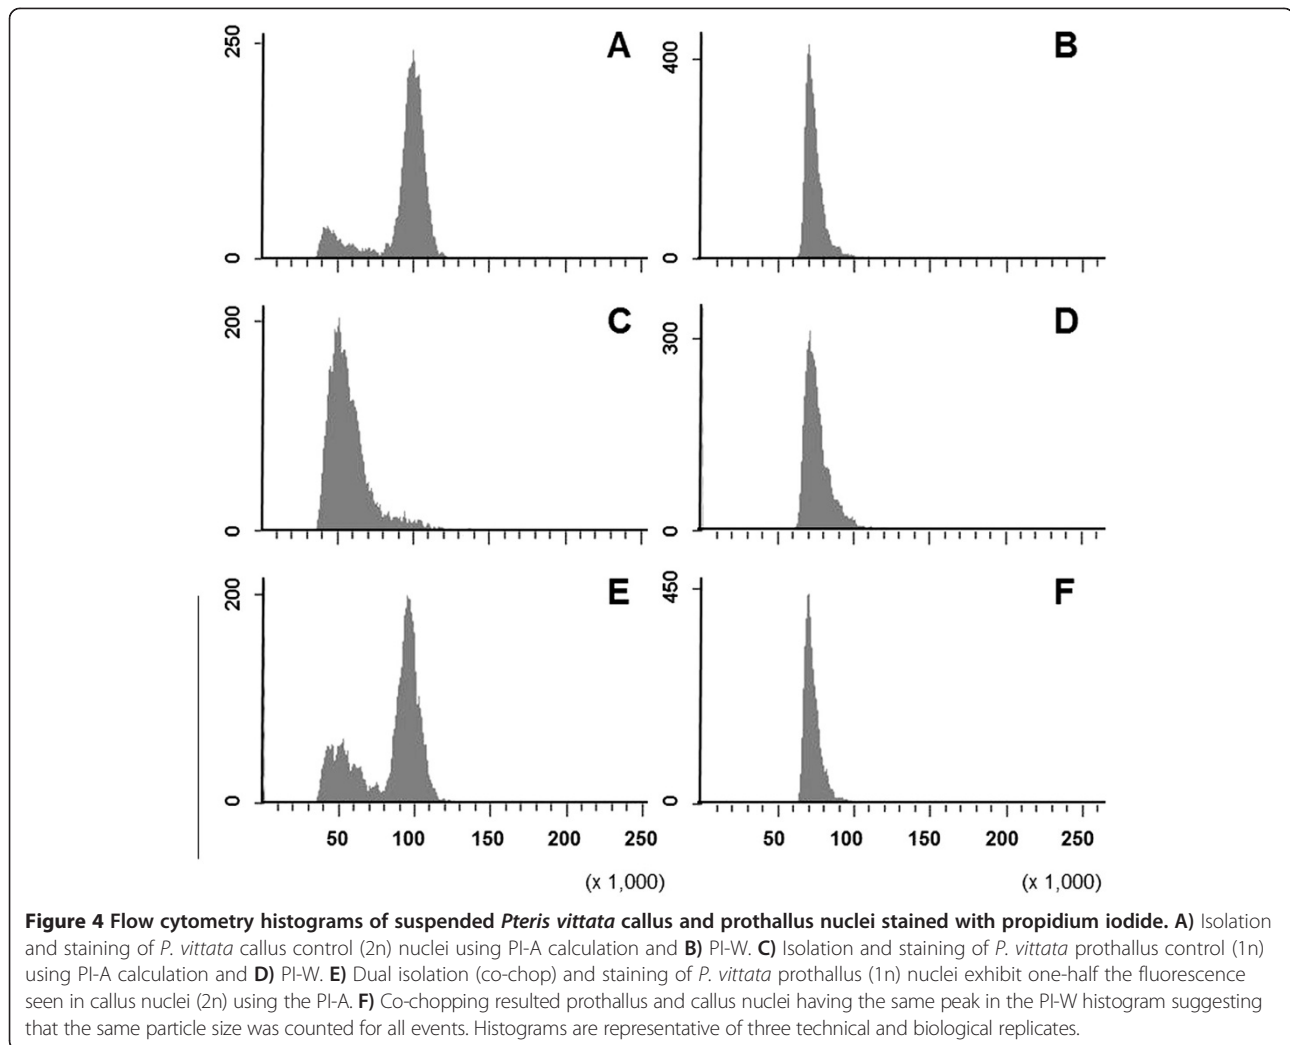 250
0
A
400
0
B
200
0
C
300
0
D
200
0
E
450
0
F
50 100 150 200 250
50 100 150 200 250
(x 1,000)
(x 1,000)
Figure 4 Flow cytometry histograms of suspended Pteris vittata callus and prothallus nuclei stained with propidium iodide. A) Isolation
and staining of P. vittata callus control (2n) nuclei using PI-A calculation and B) PI-W. C) Isolation and staining of P. vittata prothallus control (1n)
using PI-A calculation and D) PI-W. E) Dual isolation (co-chop) and staining of P. vittata prothallus (1n) nuclei exhibit one-half the fluorescence
seen in callus nuclei (2n) using the PI-A. F) Co-chopping resulted prothallus and callus nuclei having the same peak in the PI-W histogram suggesting
that the same particle size was counted for all events. Histograms are representative of three technical and biological replicates.